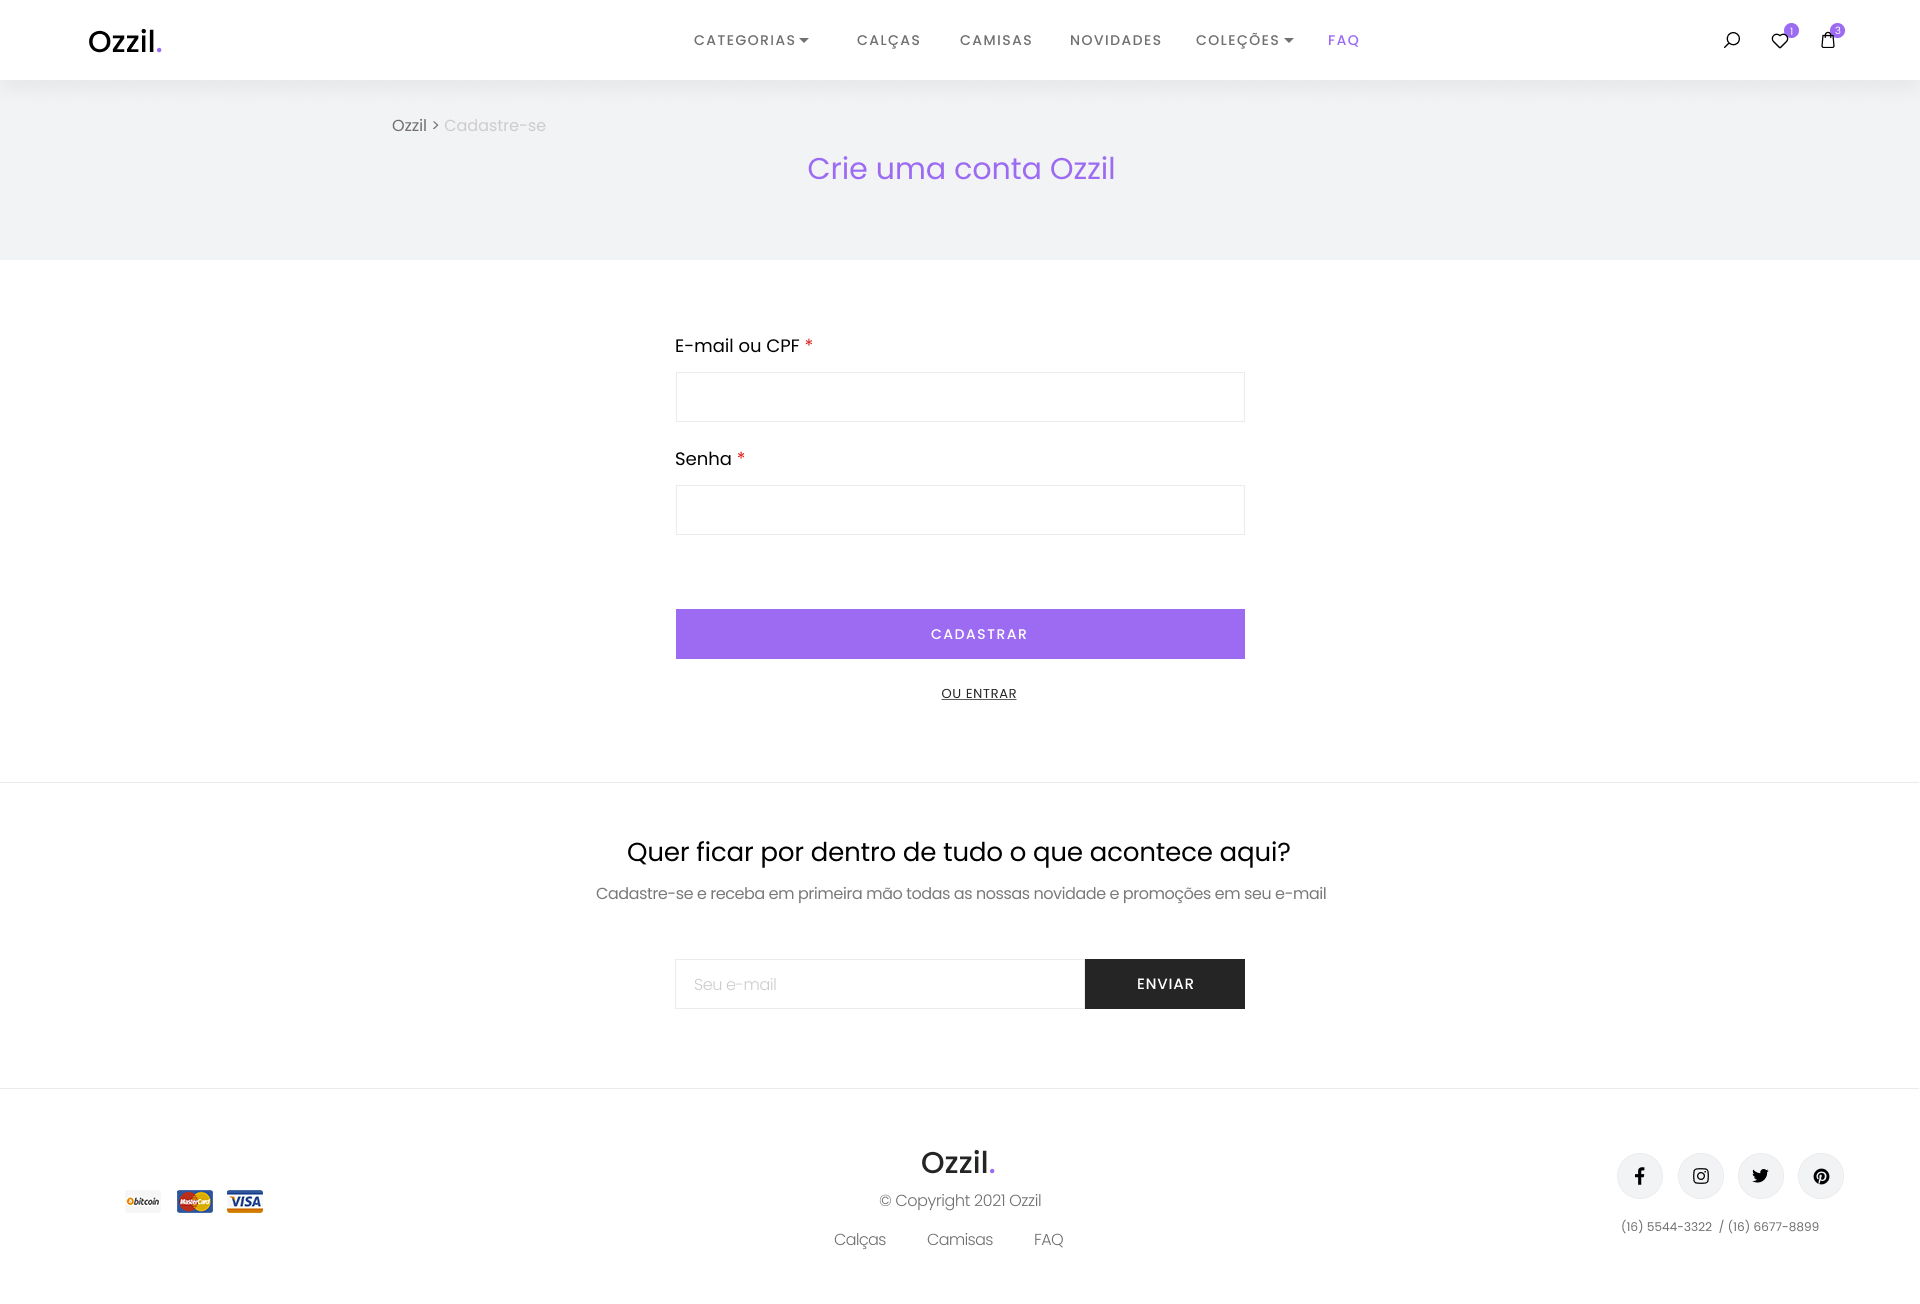 Ozzil.
CATEGORIAS
CALÇAS
CAMISAS
NOVIDADES
COLEÇÕES
FAQ
1
3
Ozzil > Cadastre-se
Crie uma conta Ozzil
E-mail ou CPF *
Senha *
CADASTRAR
OU ENTRAR
Quer ficar por dentro de tudo o que acontece aqui?
Cadastre-se e receba em primeira mão todas as nossas novidade e promoções em seu e-mail
Seu e-mail
ENVIAR
bitcoin
MasterCard
VISA
Ozzil.
© Copyright 2021 Ozzil
Calças
Camisas
FAQ
(16) 5544-3322 / (16) 6677-8899